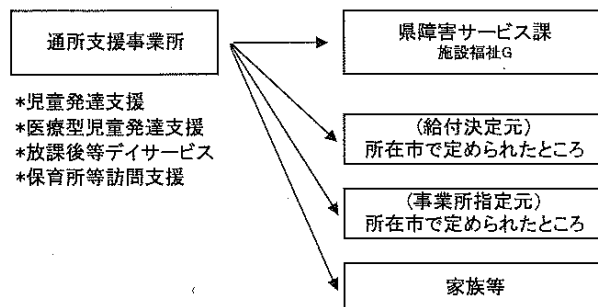 通所支援事業所
*児童発達支援
*医療型児童発達支援
*放課後等デイサービス
*保育所等訪問支援
県障害サービス課
施設福祉G
(給付決定元)
所在市で定められたところ
(事業所指定元)
所在市で定められたところ
家族等